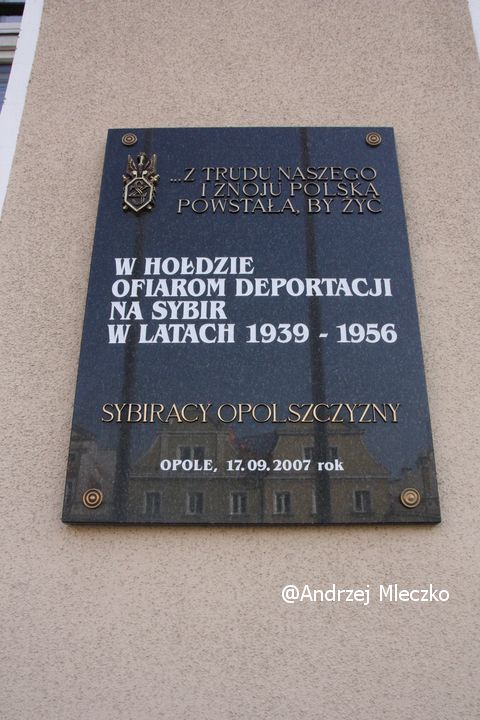 ...Z TRUDU NASZEGO
I ZNOJU POLSKA
POWSTAŁA, BY ŻYĆ
W HOŁDZIE
OFIAROM DEPORTACJI
NA SYBIR
W LATACH 1939 - 1956
SYBIRACY OPOLSZCZYZNY
OPOLE, 17.09.2007 rok
@Andrzej Mleczko